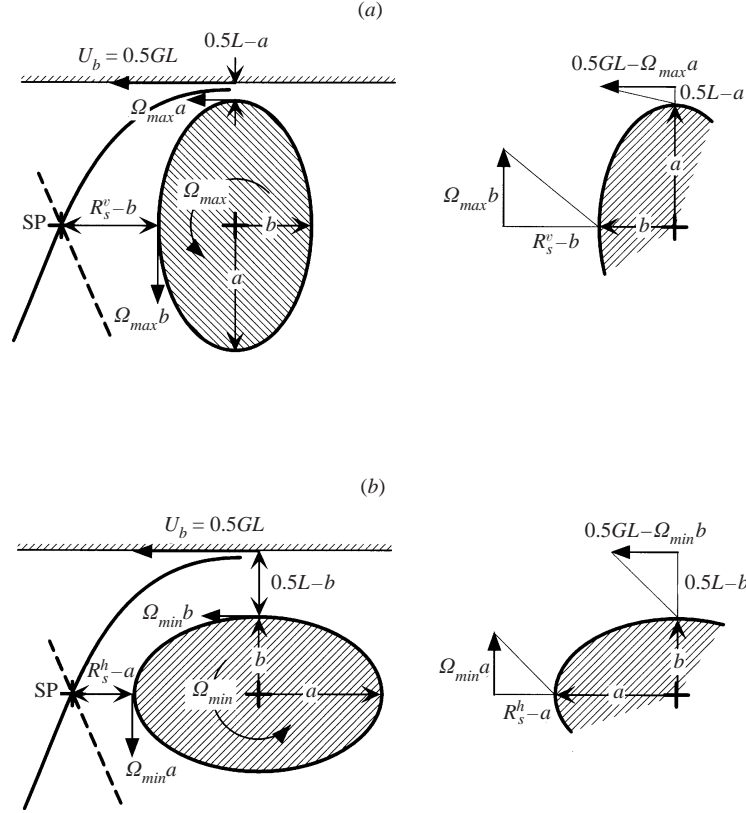 (a)
0.5L–a
U_b = 0.5GL
0.5GL–Ω_max a
Ω_max a
0.5L–a
a
Ω_max
Ω_max b
SP
R_s^v–b
b
b
R_s^v–b
a
Ω_max b
(b)
U_b = 0.5GL
0.5GL–Ω_min b
0.5L–b
0.5L–b
Ω_min b
R_s^h–a
b
b
Ω_min a
SP
Ω_min
a
a
R_s^h–a
Ω_min a